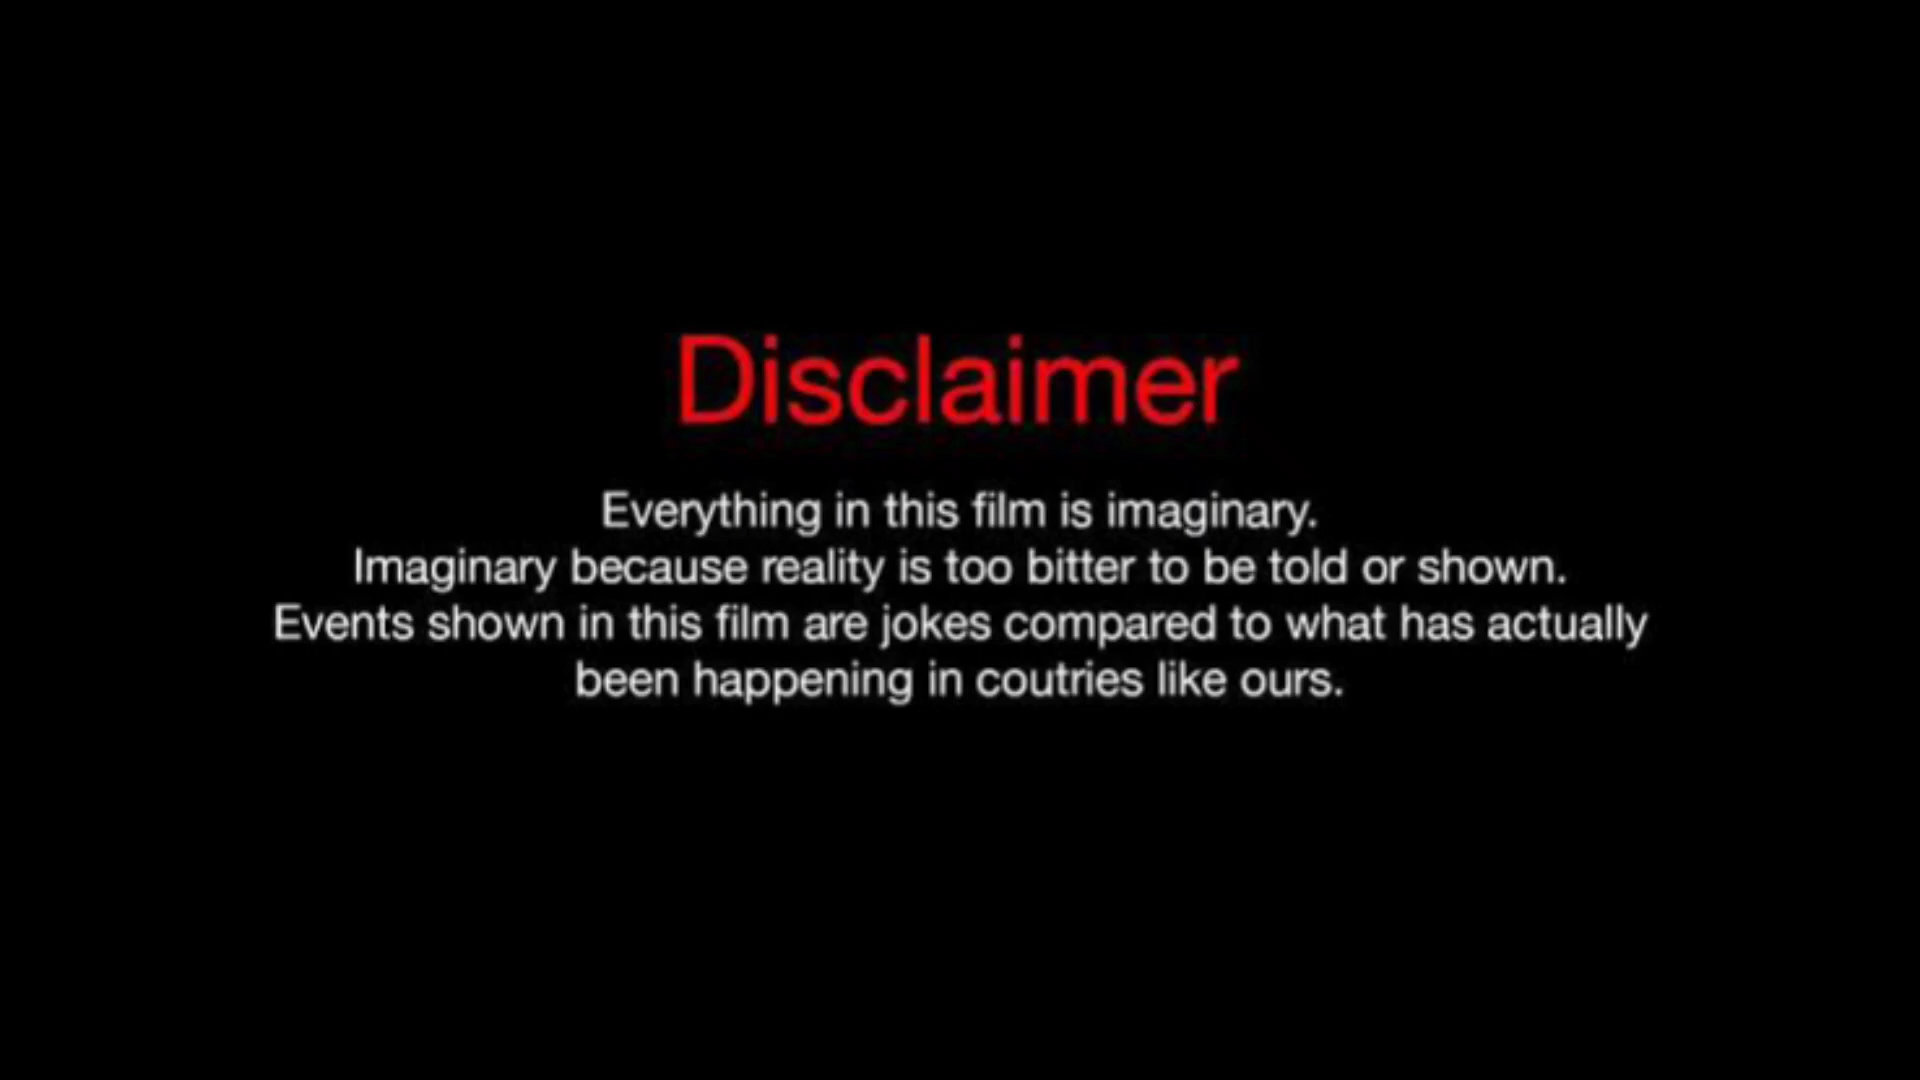 Disclaimer
Everything in this film is imaginary.
Imaginary because reality is too bitter to be told or shown.
Events shown in this film are jokes compared to what has actually
been happening in coutries like ours.